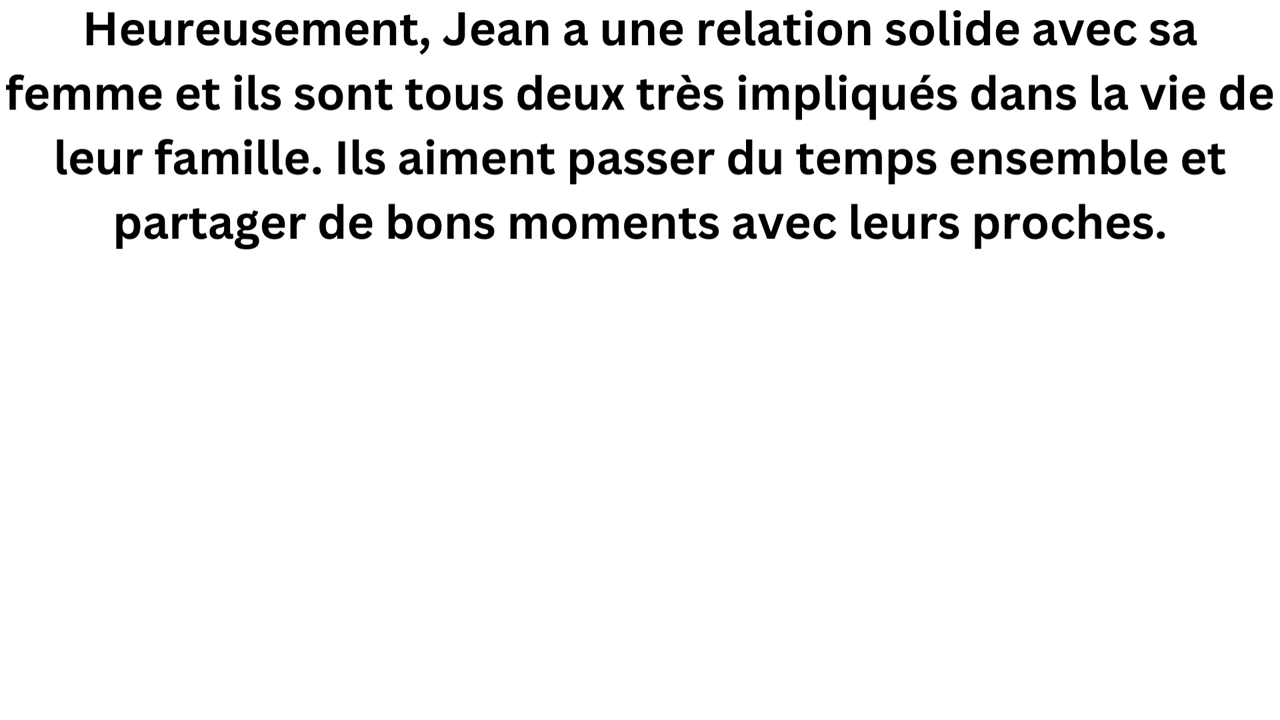 Heureusement, Jean a une relation solide avec sa
femme et ils sont tous deux très impliqués dans la vie de
leur famille. Ils aiment passer du temps ensemble et
partager de bons moments avec leurs proches.